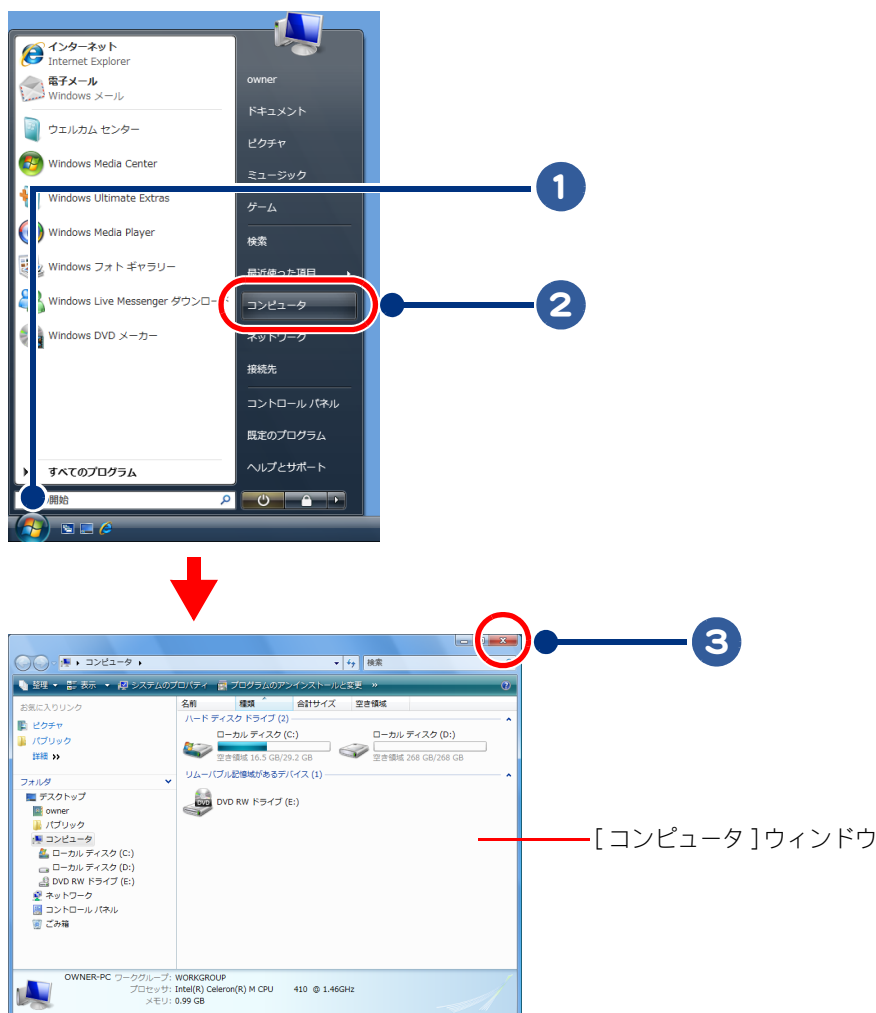 インターネット
Internet Explorer
電子メール
Windows メール
ウェルカム センター
Windows Media Center
Windows Ultimate Extras
Windows Media Player
Windows フォト ギャラリー
Windows Live Messenger ダウンロード
Windows DVD メーカー
すべてのプログラム
開始
owner
ドキュメント
ピクチャ
ミュージック
ゲーム
検索
最近使った項目
コンピュータ
ネットワーク
接続先
コントロール パネル
既定のプログラム
ヘルプとサポート
1
2
3
コンピュータ
検索
整理 表示 システムのプロパティ プログラムのアンインストールと変更 »
お気に入りリンク
ピクチャ
パブリック
詳細 »
フォルダ
デスクトップ
owner
パブリック
コンピュータ
ローカル ディスク (C:)
ローカル ディスク (D:)
DVD RW ドライブ (E:)
ネットワーク
コントロール パネル
ごみ箱
名前 種類 合計サイズ 空き領域
ハード ディスク ドライブ (2)
ローカル ディスク (C:)
空き領域 16.5 GB/29.2 GB
ローカル ディスク (D:)
空き領域 268 GB/268 GB
リムーバブル記憶域があるデバイス (1)
DVD RW ドライブ (E:)
[ コンピュータ ]ウィンドウ
OWNER-PC ワークグループ: WORKGROUP
プロセッサ: Intel(R) Celeron(R) M CPU 410 @ 1.46GHz
メモリ: 0.99 GB